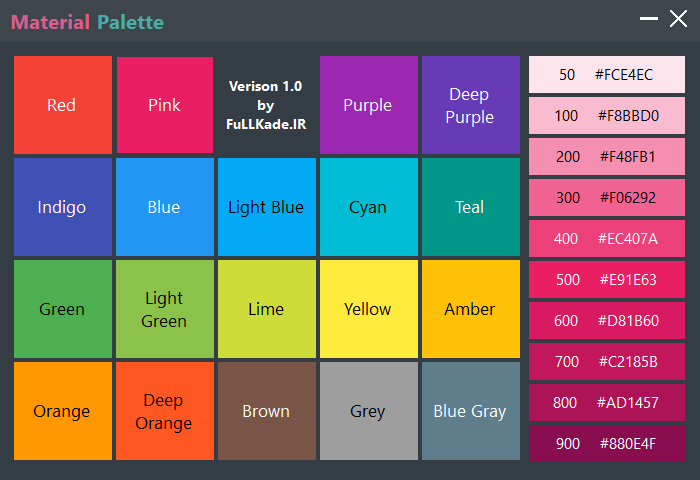 Material Palette
Red
Pink
Verison 1.0
by
FuLLKade.IR
Purple
Deep
Purple
Indigo
Blue
Light Blue
Cyan
Teal
Green
Light
Green
Lime
Yellow
Amber
Orange
Deep
Orange
Brown
Grey
Blue Gray
50 #FCE4EC
100 #F8BBD0
200 #F48FB1
300 #F06292
400 #EC407A
500 #E91E63
600 #D81B60
700 #C2185B
800 #AD1457
900 #880E4F